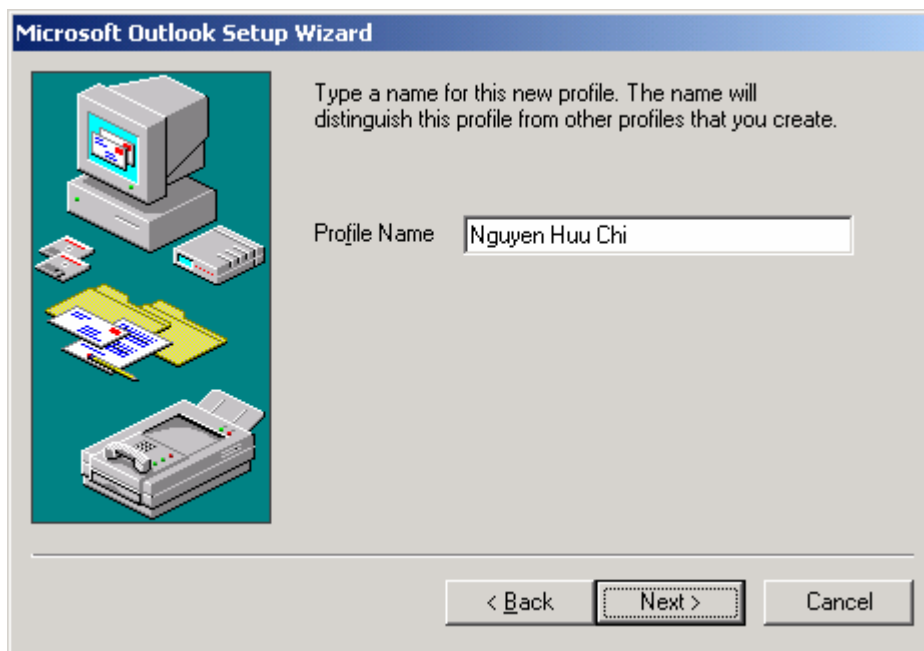 Microsoft Outlook Setup Wizard
Type a name for this new profile. The name will
distinguish this profile from other profiles that you create.
Profile Name Nguyen Huu Chi
< Back Next > Cancel